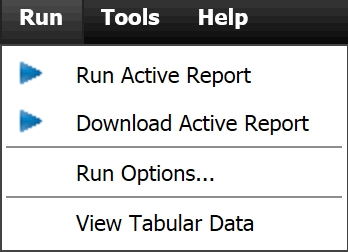 Run Tools Help
Run Active Report
Download Active Report
Run Options...
View Tabular Data